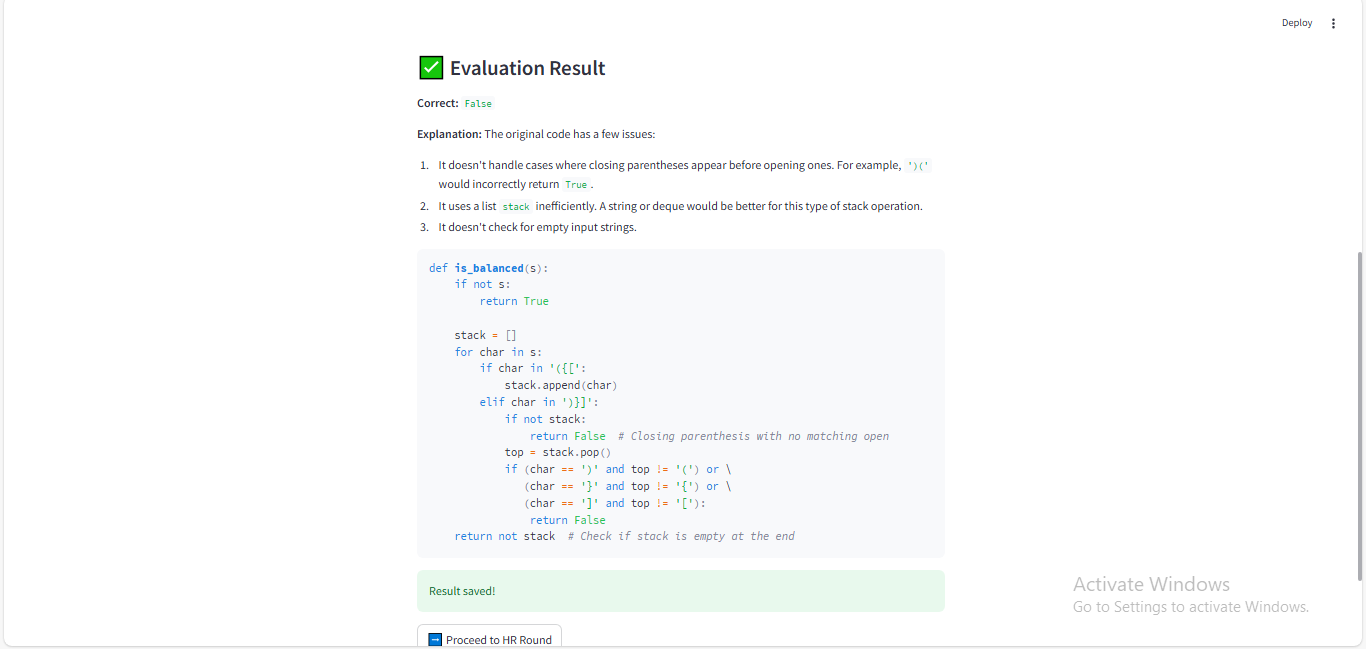 Deploy
✅ Evaluation Result
Correct: False
Explanation: The original code has a few issues:
1. It doesn't handle cases where closing parentheses appear before opening ones. For example, ')('
would incorrectly return True.
2. It uses a list stack inefficiently. A string or deque would be better for this type of stack operation.
3. It doesn't check for empty input strings.
def is_balanced(s):
    if not s:
        return True
    stack = []
    for char in s:
        if char in '({[':
            stack.append(char)
        elif char in ')}]':
            if not stack:
                return False  # Closing parenthesis with no matching open
            top = stack.pop()
            if (char == ')' and top != '(') or \
               (char == '}' and top != '{') or \
               (char == ']' and top != '['):
                return False
    return not stack  # Check if stack is empty at the end
Result saved!
➡ Proceed to HR Round
Activate Windows
Go to Settings to activate Windows.